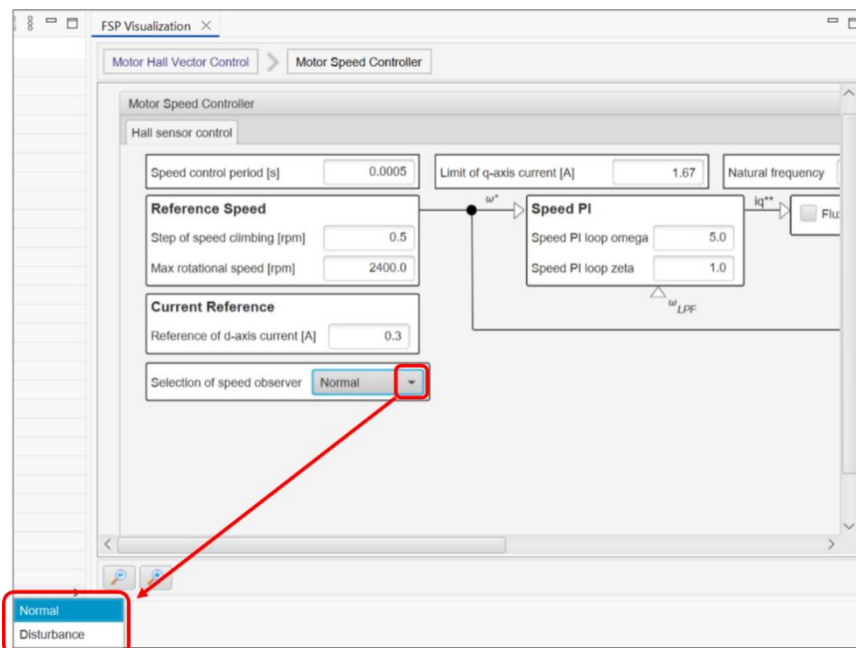 FSP Visualization
Motor Hall Vector Control
Motor Speed Controller
Motor Speed Controller
Hall sensor control
Speed control period [s] 0.0005
Limit of q-axis current [A] 1.67
Natural frequency
Reference Speed
Step of speed climbing [rpm] 0.5
Max rotational speed [rpm] 2400.0
ω*
Speed PI
Speed PI loop omega 5.0
Speed PI loop zeta 1.0
iq**
ω LPF
Current Reference
Reference of d-axis current [A] 0.3
Selection of speed observer Normal
Normal
Disturbance